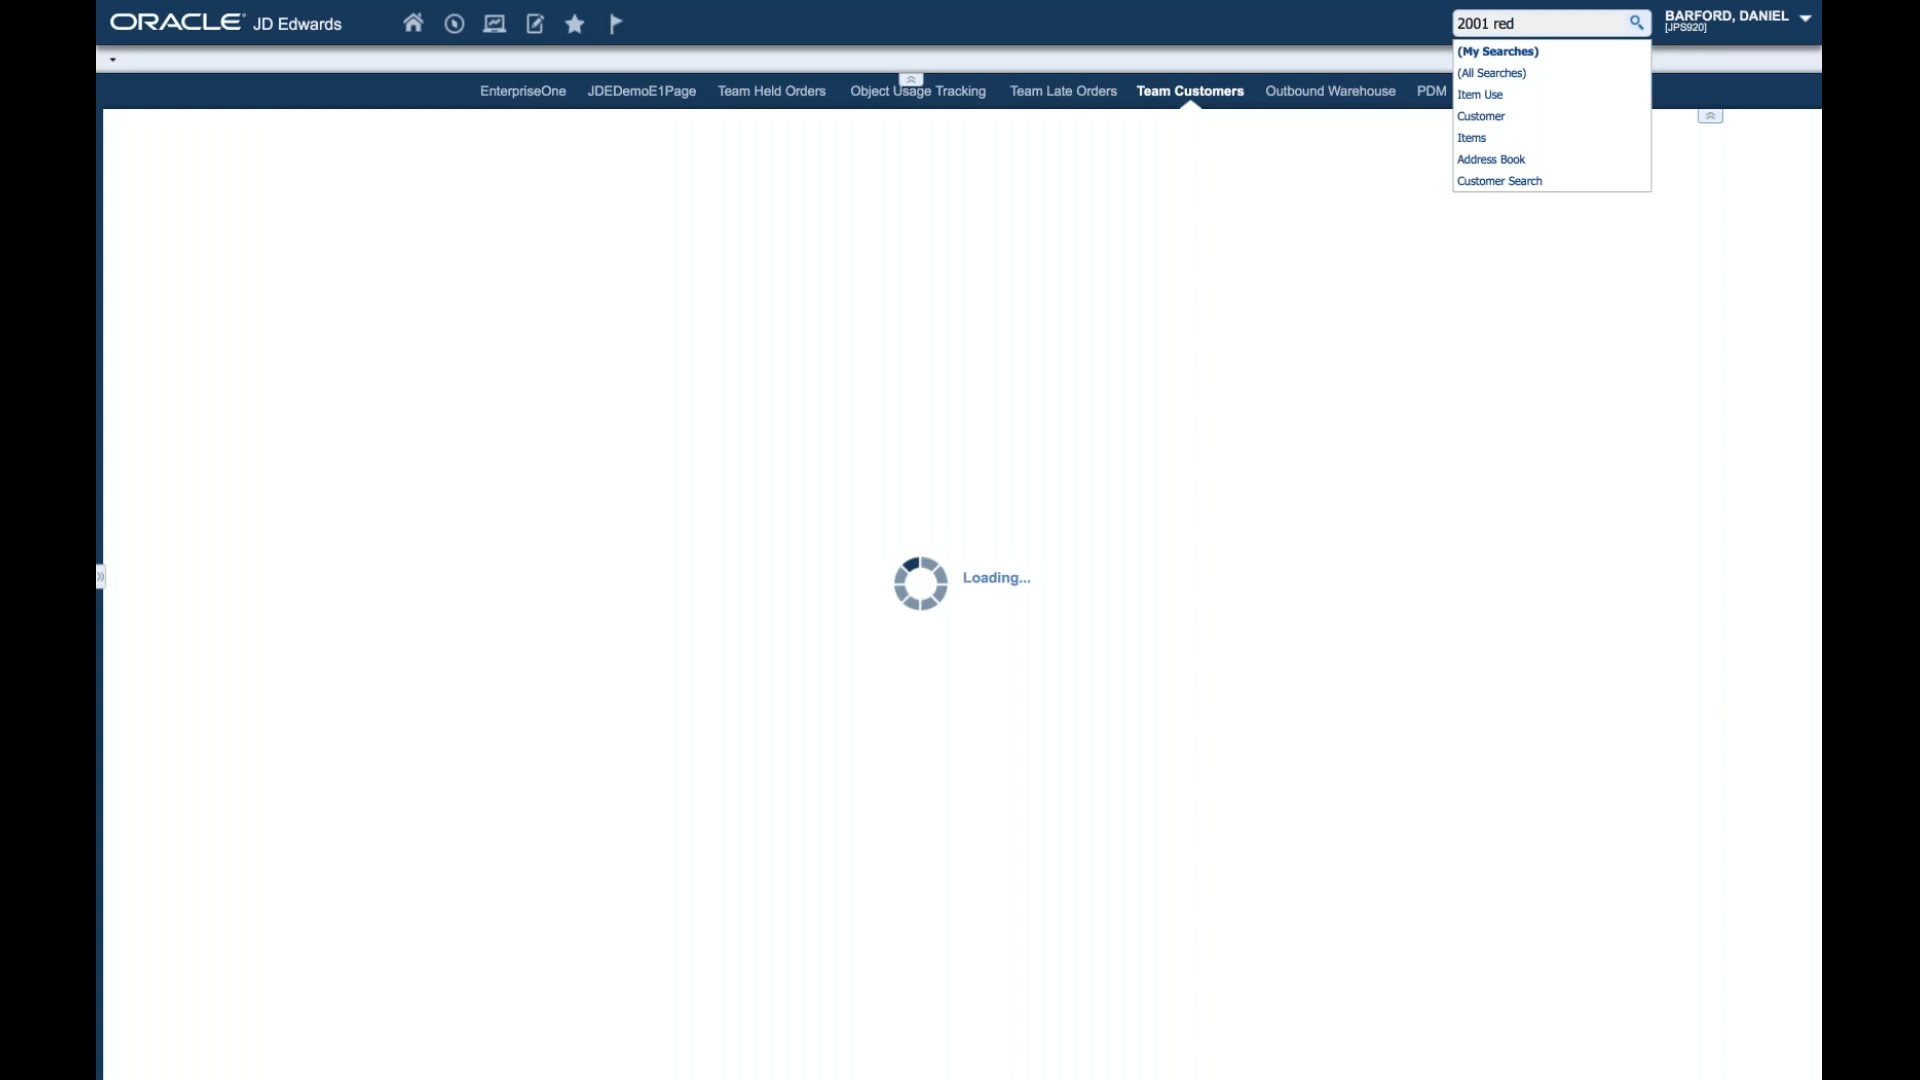 ORACLE JD Edwards
2001 red
BARFORD, DANIEL
[JPS920]
(My Searches)
(All Searches)
Item Use
Customer
Items
Address Book
Customer Search
EnterpriseOne JDEDemoE1Page Team Held Orders Object Usage Tracking Team Late Orders Team Customers Outbound Warehouse PDM
Loading...